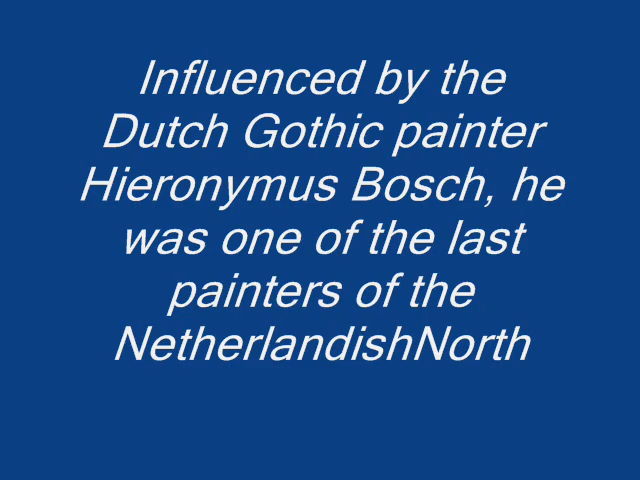 Influenced by the
Dutch Gothic painter
Hieronymus Bosch, he
was one of the last
painters of the
NetherlandishNorth